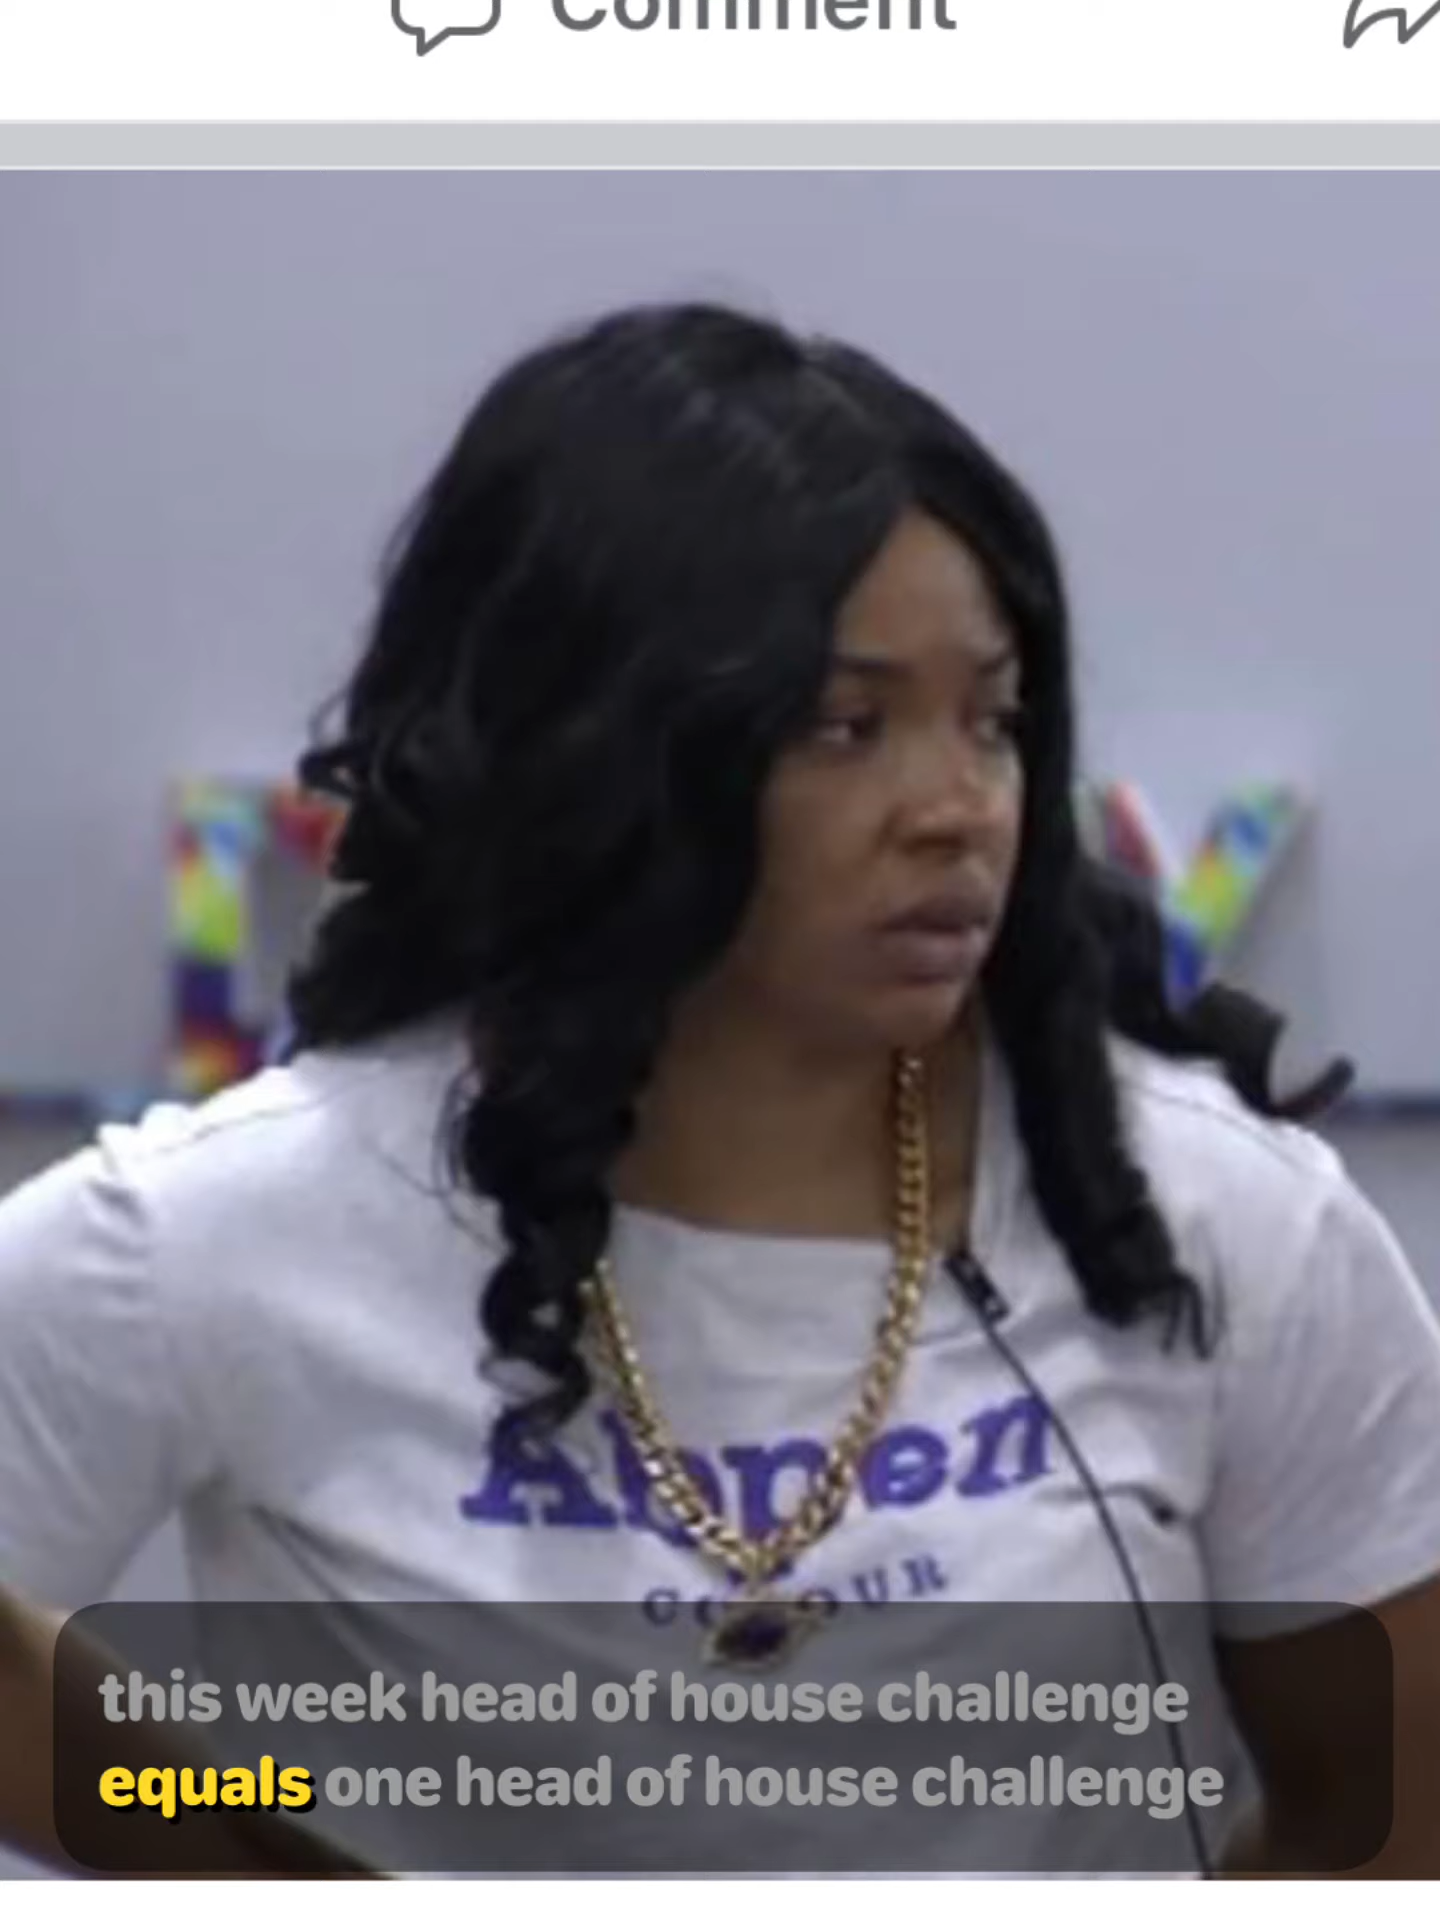 Comment
this week head of house challenge
equals one head of house challenge